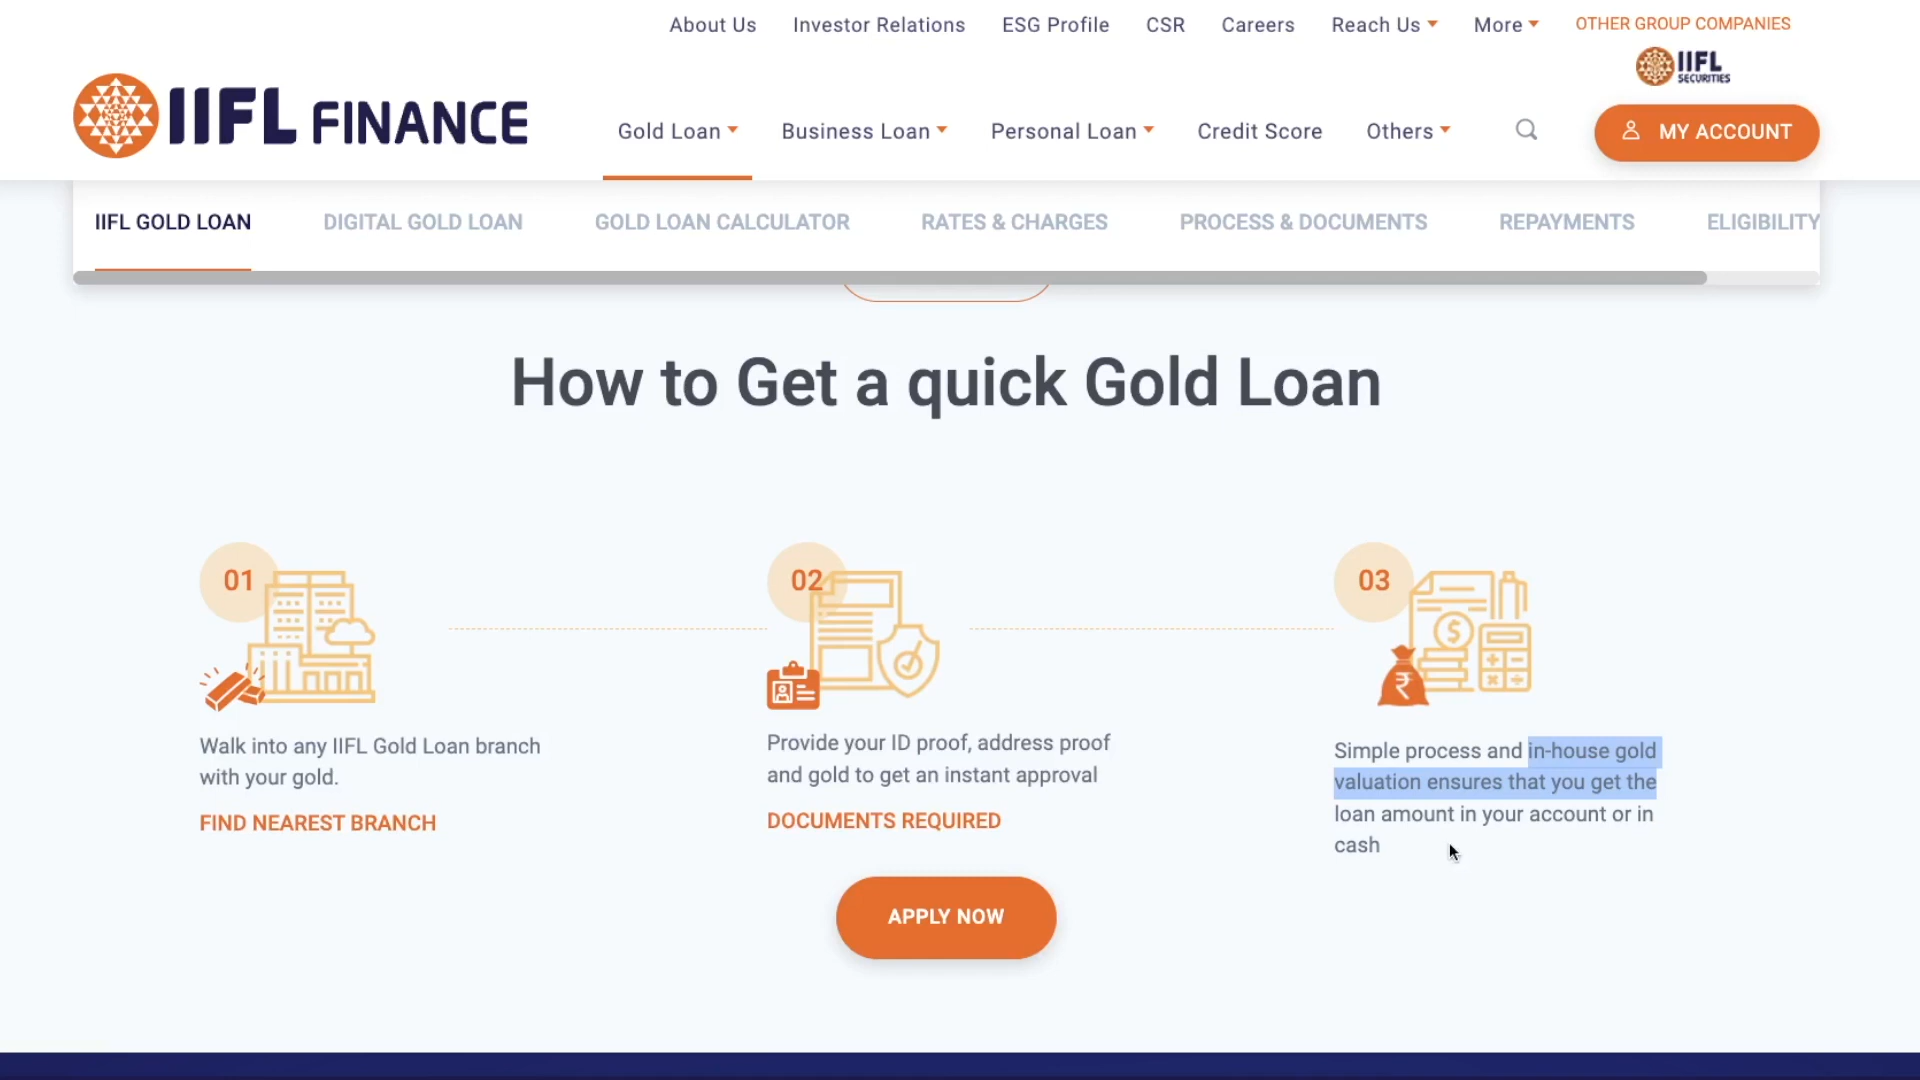 About Us Investor Relations ESG Profile CSR Careers Reach Us More OTHER GROUP COMPANIES
IIFL
SECURITIES
IIFL FINANCE
Gold Loan Business Loan Personal Loan Credit Score Others MY ACCOUNT
IIFL GOLD LOAN DIGITAL GOLD LOAN GOLD LOAN CALCULATOR RATES & CHARGES PROCESS & DOCUMENTS REPAYMENTS ELIGIBILITY
How to Get a quick Gold Loan
01
Walk into any IIFL Gold Loan branch
with your gold.
FIND NEAREST BRANCH
02
Provide your ID proof, address proof
and gold to get an instant approval
DOCUMENTS REQUIRED
03
Simple process and in-house gold
valuation ensures that you get the
loan amount in your account or in
cash
APPLY NOW